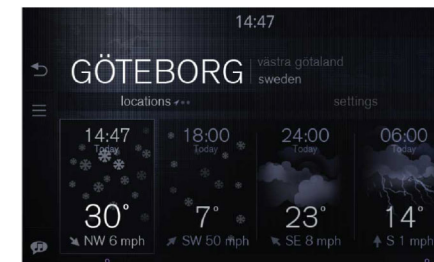 14:47
GÖTEBORG
västra götaland
sweden
locations
settings
14:47
Today
30°
NW 6 mph
18:00
Today
7°
SW 50 mph
24:00
Today
23°
SE 8 mph
06:00
Today
14°
S 1 mph